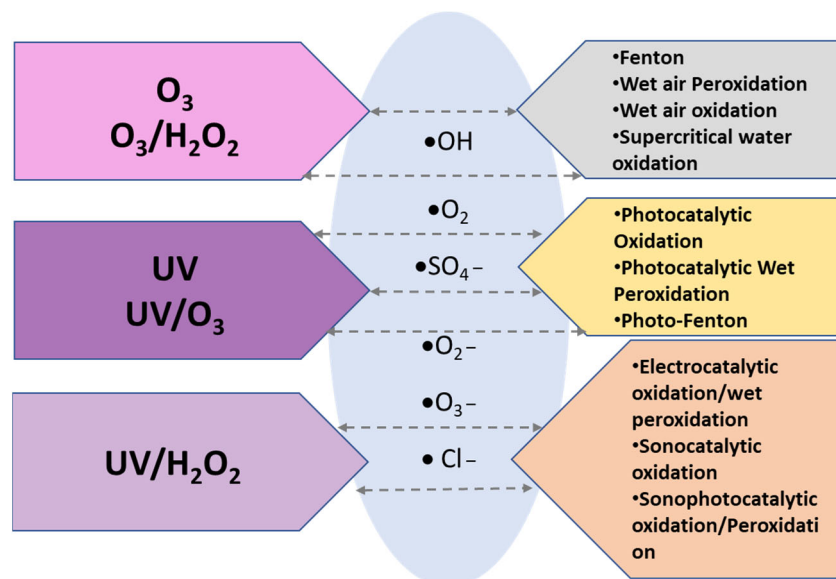 O₃
O₃/H₂O₂
UV
UV/O₃
UV/H₂O₂
●OH
●O₂
●SO₄−
●O₂−
●O₃−
● Cl−
•Fenton
•Wet air Peroxidation
•Wet air oxidation
•Supercritical water
oxidation
•Photocatalytic
Oxidation
•Photocatalytic Wet
Peroxidation
•Photo-Fenton
•Electrocatalytic
oxidation/wet
peroxidation
•Sonocatalytic
oxidation
•Sonophotocatalytic
oxidation/Peroxidati
on